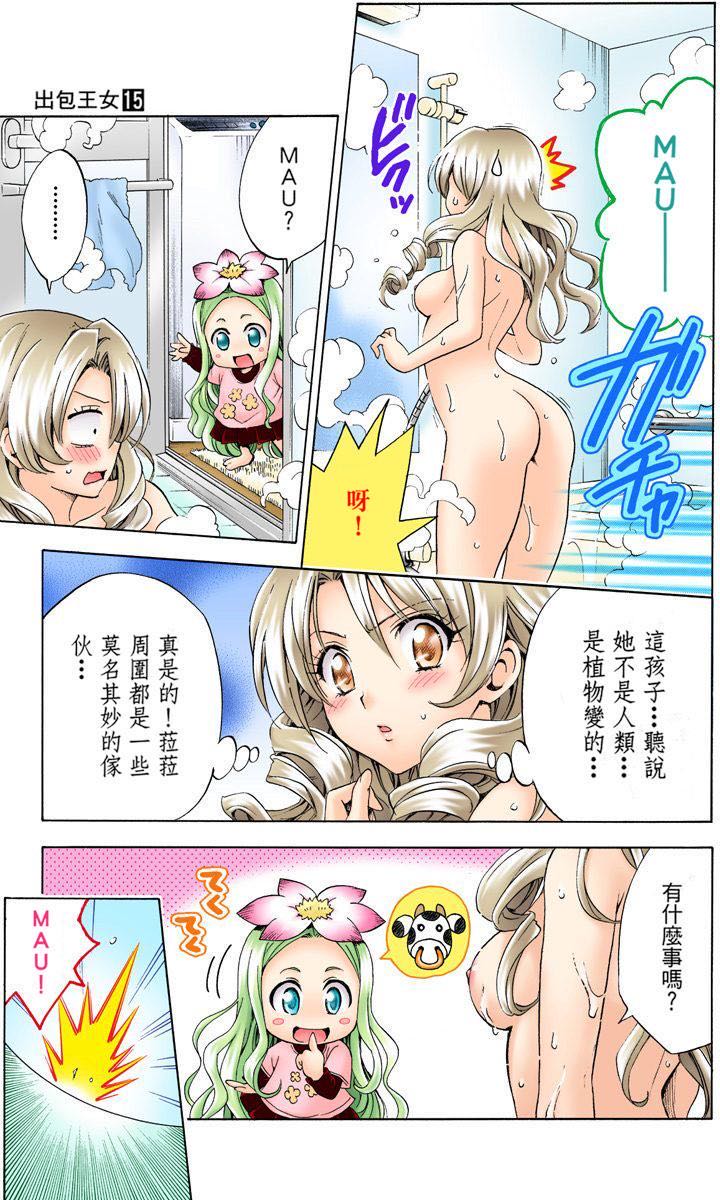 出包王女15
MAU——
ガチャ
ビクッ
呀！
MAU？
………
這孩子…聽說
她不是人類…
是植物變的…
真是的！菈菈
周圍都是一些
莫名其妙的傢
伙…
有什麼事嗎？
てくてく
MAU！